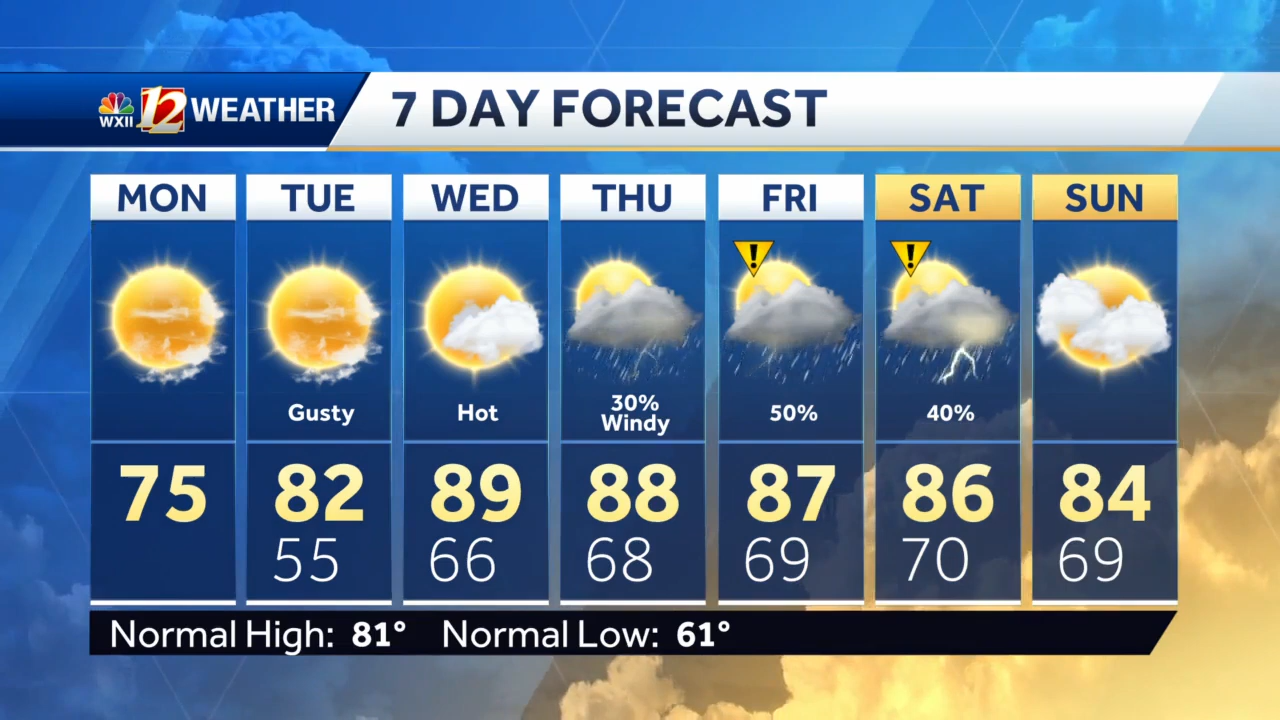 WXII 12 WEATHER
7 DAY FORECAST
MON TUE WED THU FRI SAT SUN
! !
Gusty Hot 30% 50% 40%
Windy
75 82 89 88 87 86 84
55 66 68 69 70 69
Normal High: 81° Normal Low: 61°